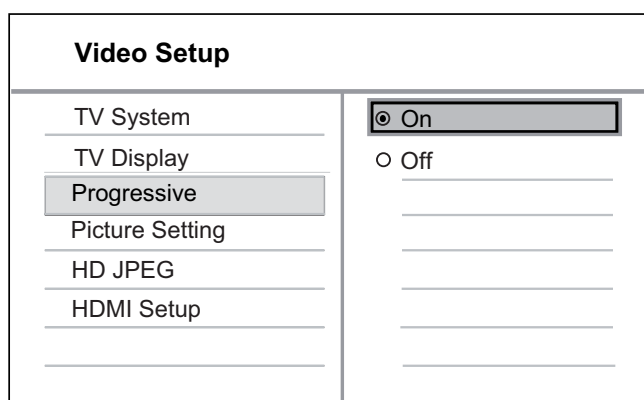 Video Setup
TV System
TV Display
Progressive
Picture Setting
HD JPEG
HDMI Setup
On
Off